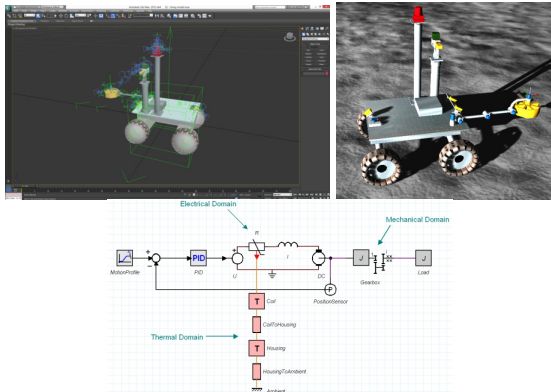 Electrical Domain
Mechanical Domain
R
+
−
PID
J
J
MotionProfile
PID
U
I
DC
Gearbox
Load
P
PositionSensor
T
Coil
CoilToHousing
Thermal Domain
T
Housing
HousingToAmbient
Ambient